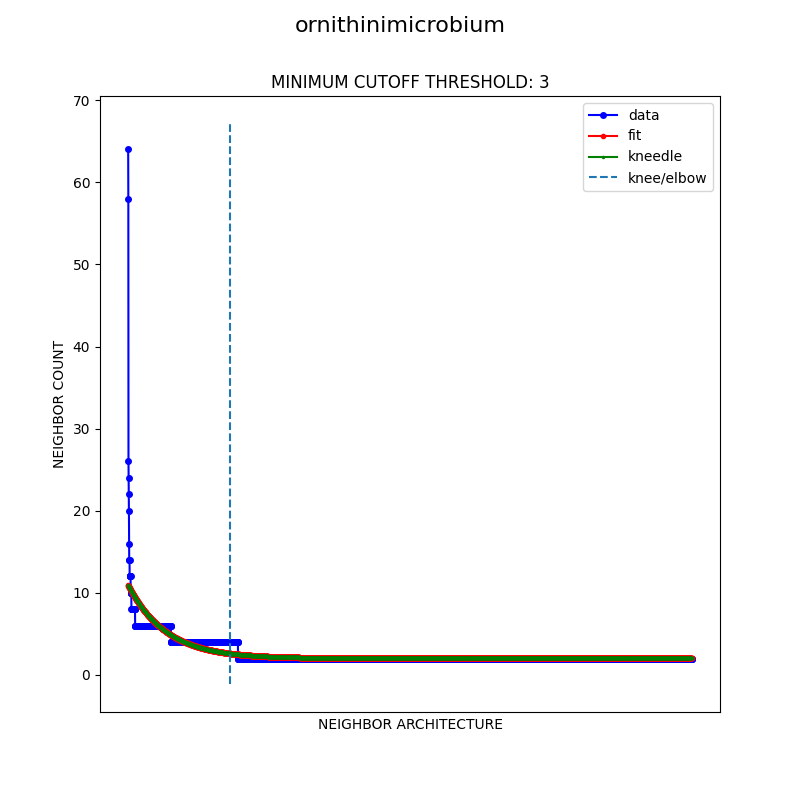 ornithinimicrobium
MINIMUM CUTOFF THRESHOLD: 3
70
60
50
40
30
20
10
0
NEIGHBOR COUNT
data
fit
kneedle
knee/elbow
NEIGHBOR ARCHITECTURE